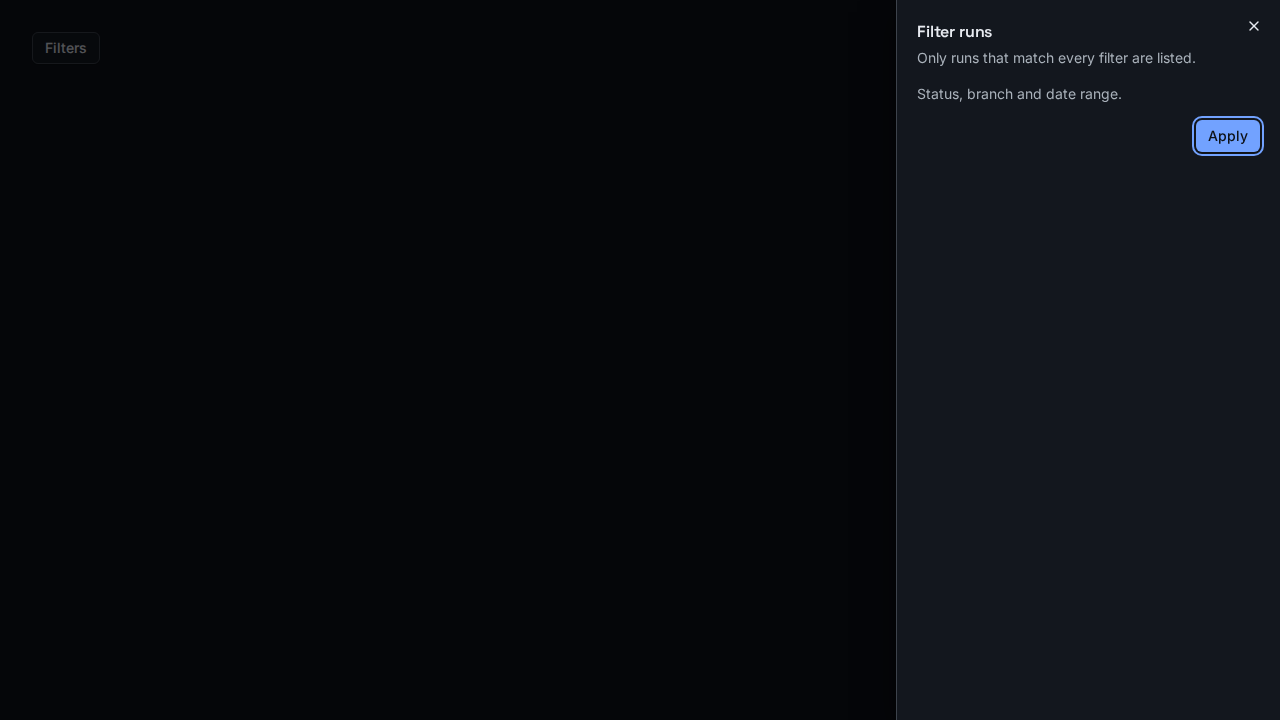 Filters
Filter runs
Only runs that match every filter are listed.
Status, branch and date range.
Apply